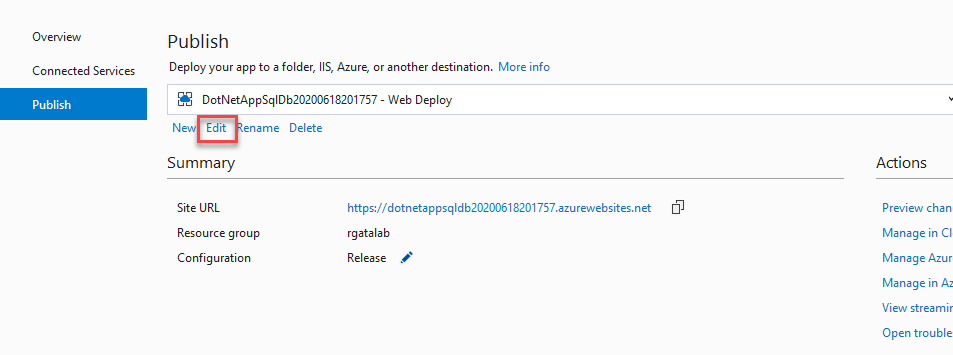 Overview
Connected Services
Publish
Publish
Deploy your app to a folder, IIS, Azure, or another destination. More info
DotNetAppSqlDb20200618201757 - Web Deploy
New Edit Rename Delete
Summary
Site URL https://dotnetappsqldb20200618201757.azurewebsites.net
Resource group rgatalab
Configuration Release
Actions
Preview chan
Manage in Cl
Manage Azur
Manage in Az
View streamin
Open trouble